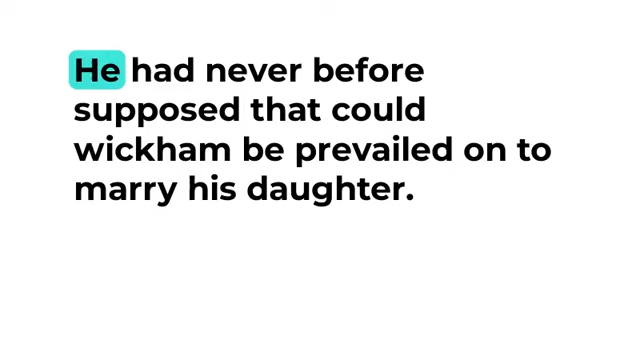 He had never before
supposed that could
wickham be prevailed on to
marry his daughter.